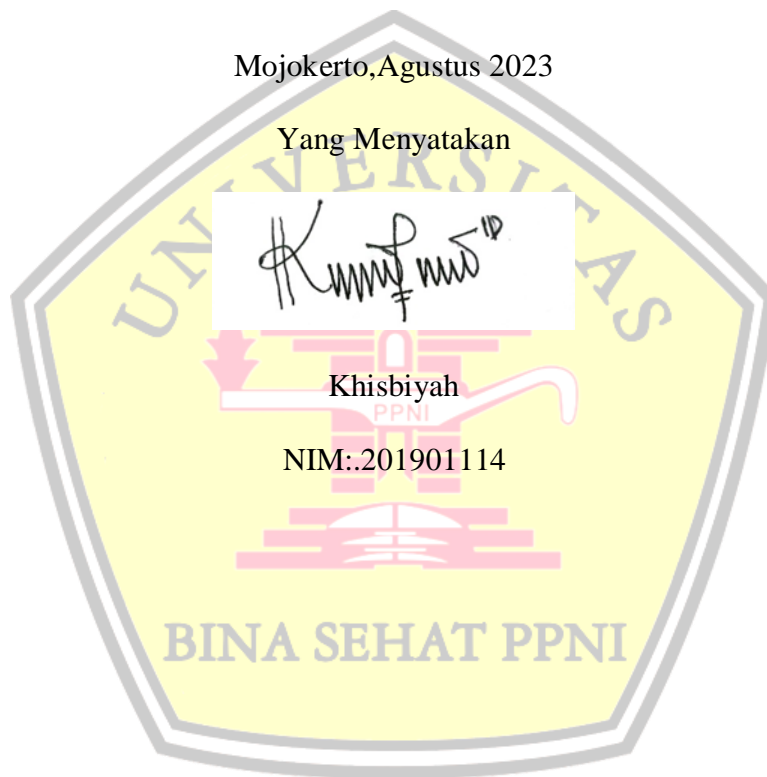 Mojokerto,Agustus 2023
Yang Menyatakan
UNIVERSITAS
Khisbiyah
PPNI
NIM:.201901114
BINA SEHAT PPNI